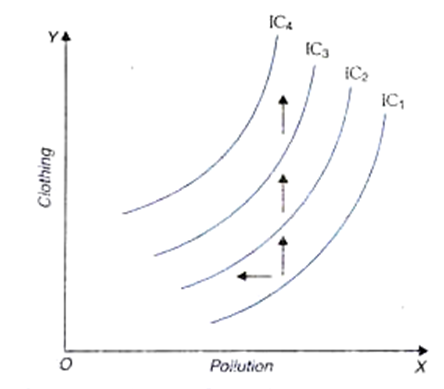 IC4
Y
IC3
IC2
IC1
Clothing
O
Pollution
X